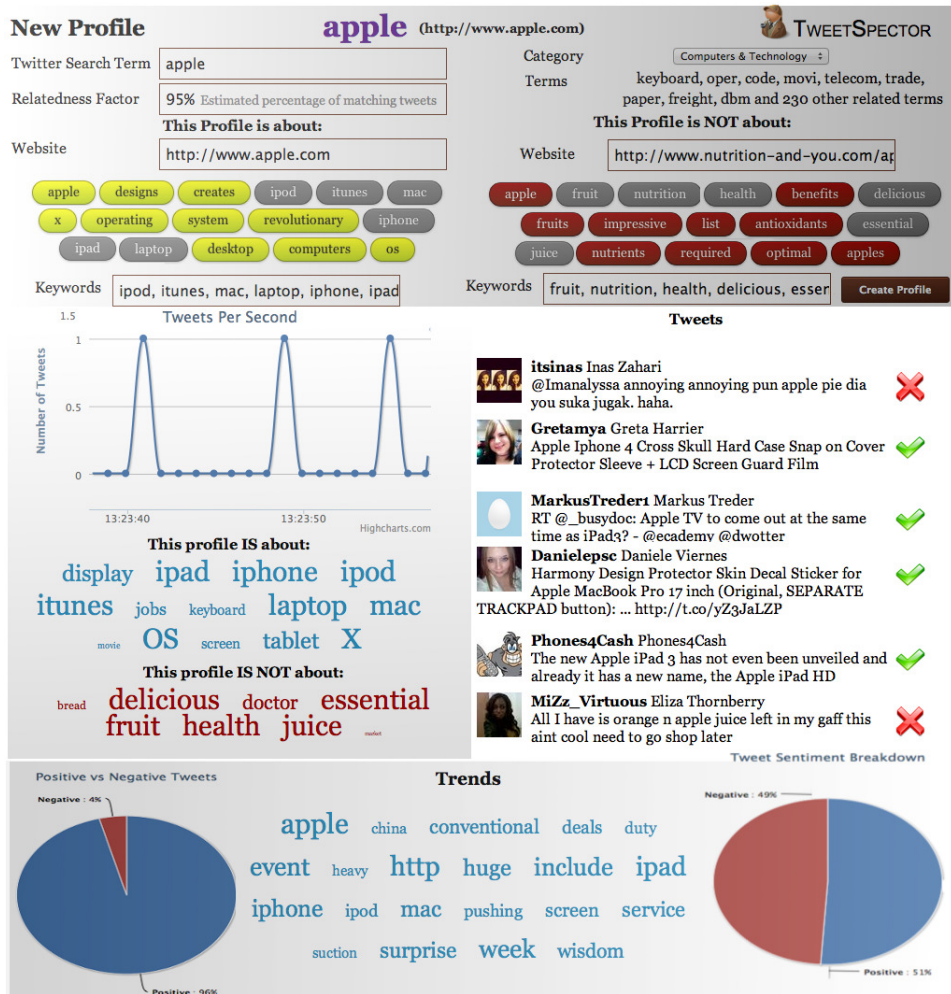 New Profile
apple (http://www.apple.com)
TweetSpector
Twitter Search Term
apple
Relatedness Factor
95% Estimated percentage of matching tweets
This Profile is about:
Website
http://www.apple.com
apple designs creates ipod itunes mac
x operating system revolutionary iphone
ipad laptop desktop computers os
Keywords
ipod, itunes, mac, laptop, iphone, ipad
Category
Computers & Technology
Terms
keyboard, oper, code, movi, telecom, trade,
paper, freight, dbm and 230 other related terms
This Profile is NOT about:
Website
http://www.nutrition-and-you.com/ap
apple fruit nutrition health benefits delicious
fruits impressive list antioxidants essential
juice nutrients required optimal apples
Keywords
fruit, nutrition, health, delicious, esser
Create Profile
Tweets Per Second
1.5
1
0.5
0
Number of Tweets
13:23:40
13:23:50
Highcharts.com
This profile IS about:
display ipad iphone ipod
itunes jobs keyboard laptop mac
movie OS screen tablet X
This profile IS NOT about:
bread delicious doctor essential
fruit health juice market
Tweets
itsinas Inas Zahari
@Imanalyssa annoying annoying pun apple pie dia
you suka jugak. haha.
Gretamya Greta Harrier
Apple Iphone 4 Cross Skull Hard Case Snap on Cover
Protector Sleeve + LCD Screen Guard Film
MarkusTreder1 Markus Treder
RT @_busydoc: Apple TV to come out at the same
time as iPad3? - @ecademy @dwotter
Danielepsc Daniele Viernes
Harmony Design Protector Skin Decal Sticker for
Apple MacBook Pro 17 inch (Original, SEPARATE
TRACKPAD button): ... http://t.co/yZ3JaLZP
Phones4Cash Phones4Cash
The new Apple iPad 3 has not even been unveiled and
already it has a new name, the Apple iPad HD
MiZz_Virtuous Eliza Thornberry
All I have is orange n apple juice left in my gaff this
aint cool need to go shop later
Positive vs Negative Tweets
Negative : 4%
Positive : 96%
Trends
apple china conventional deals duty
event heavy http huge include ipad
iphone ipod mac pushing screen service
suction surprise week wisdom
Tweet Sentiment Breakdown
Negative : 49%
Positive : 51%